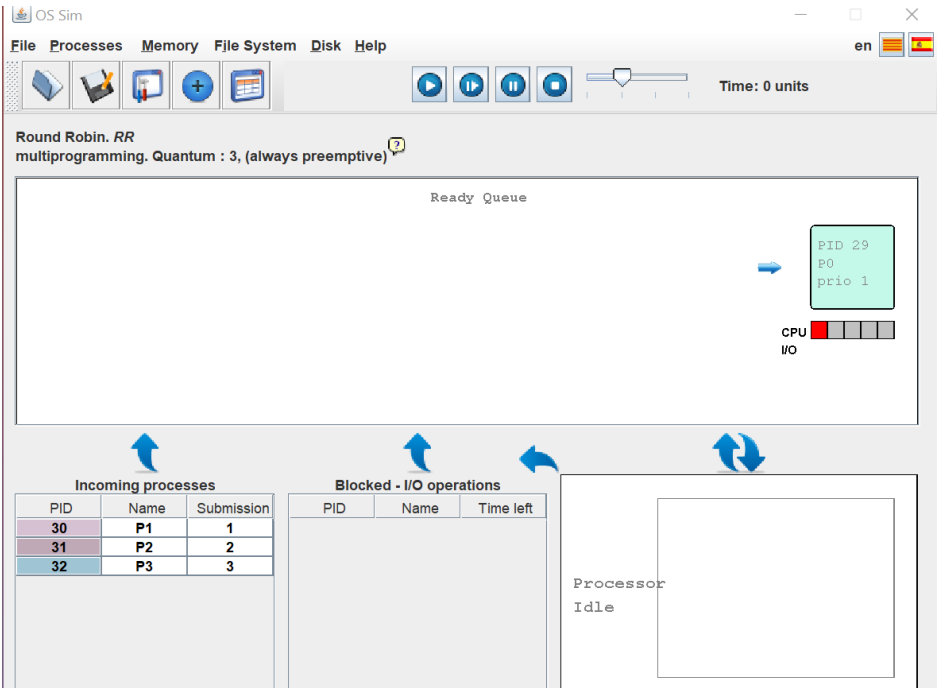 OS Sim
File Processes Memory File System Disk Help en
Time: 0 units
Round Robin. RR
multiprogramming. Quantum : 3, (always preemptive) ?
Ready Queue
PID 29
P0
prio 1
CPU
I/O
Incoming processes
PID Name Submission
30 P1 1
31 P2 2
32 P3 3
Blocked - I/O operations
PID Name Time left
Processor
Idle